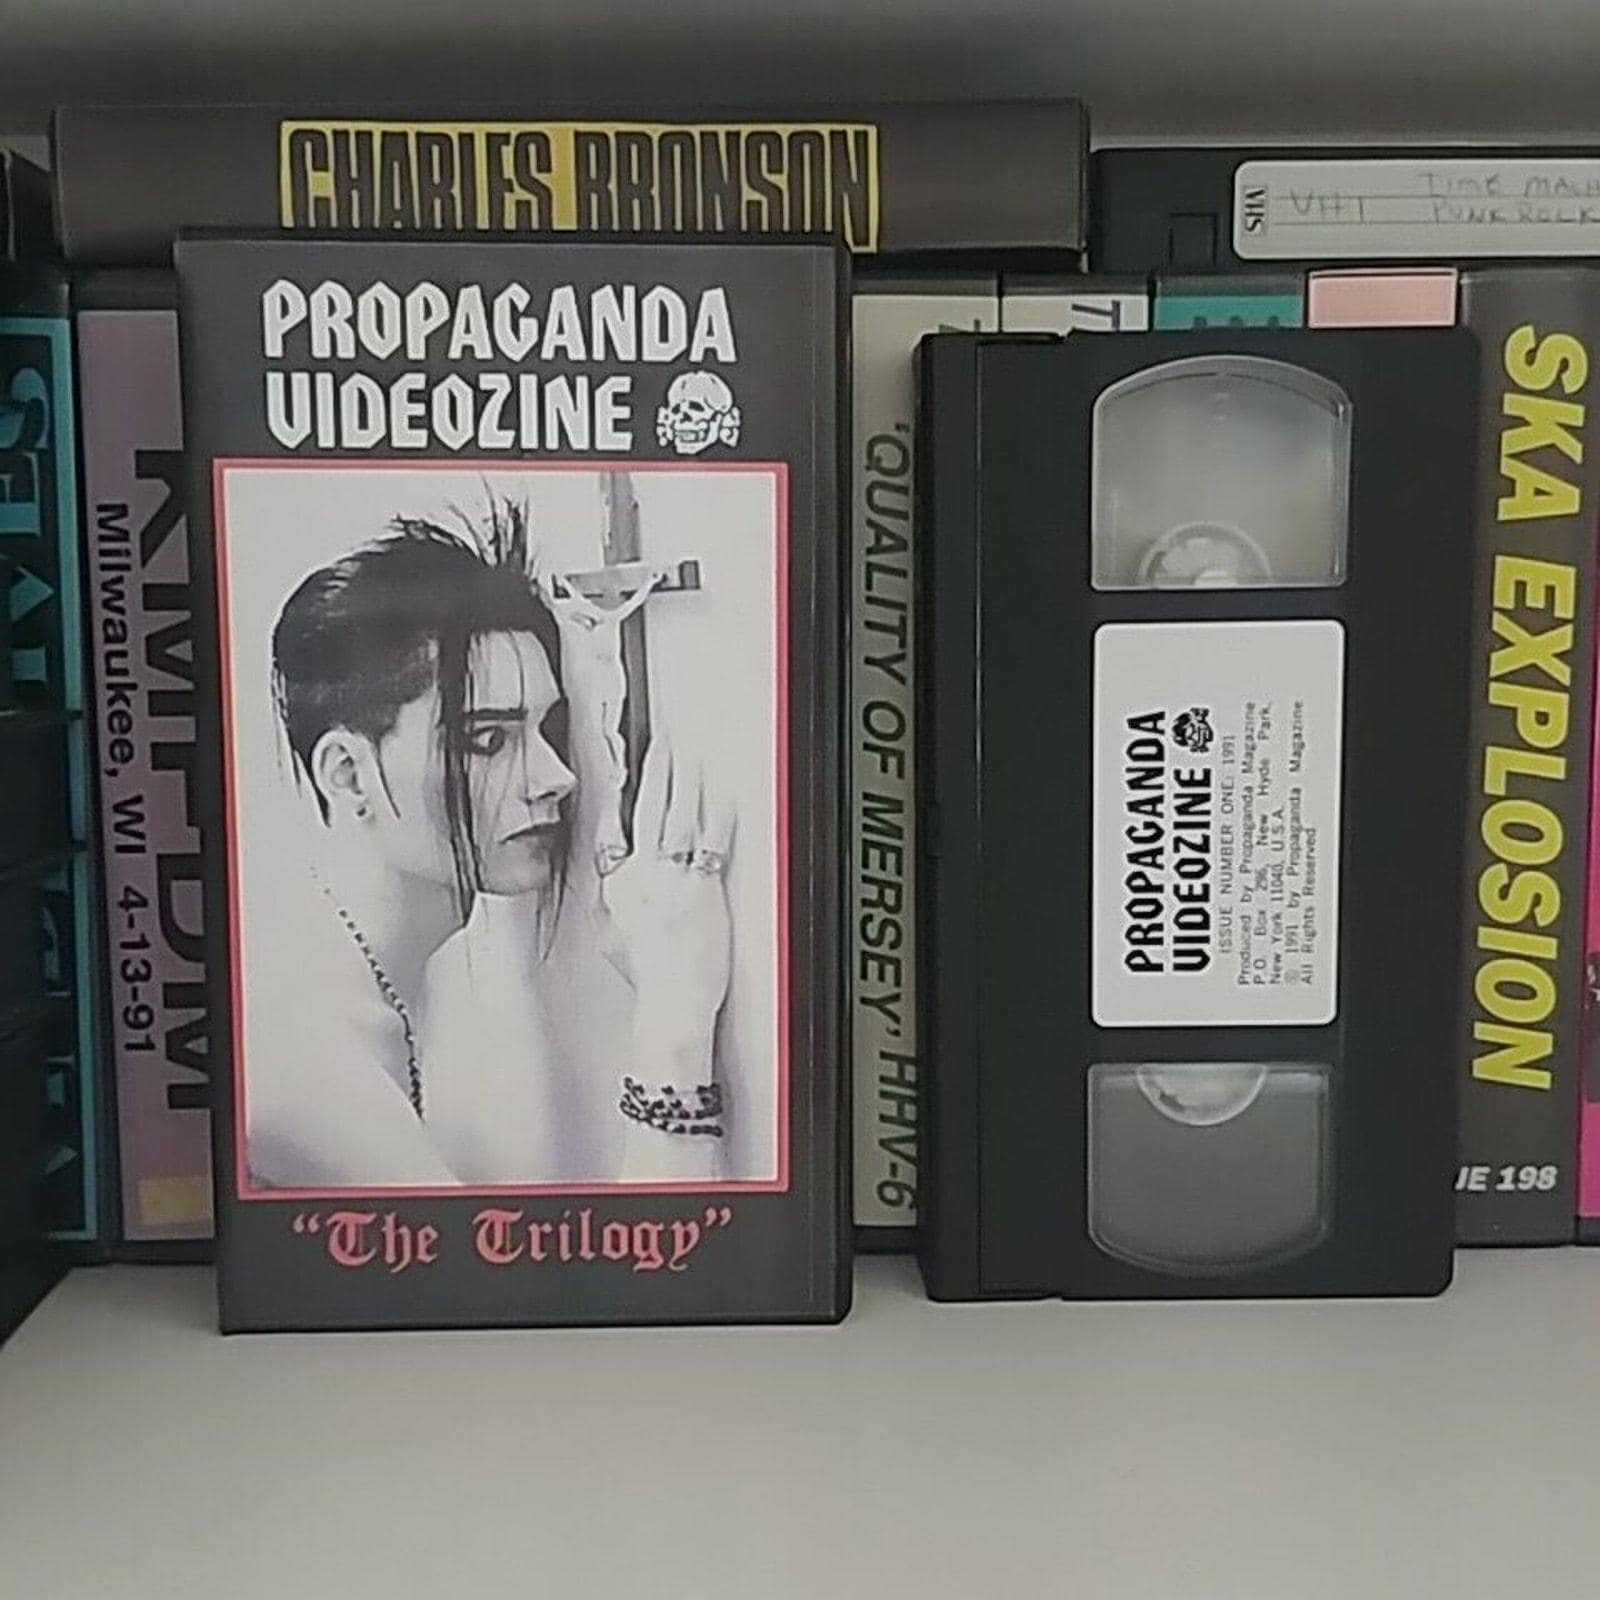 CHARLES BRONSON
VHS
VH1
TIME
PUNK ROCK
PROPAGANDA
VIDEOZINE
"The Trilogy"
KMFDM
Milwaukee, WI 4-13-91
'QUALITY OF MERSEY' HHV-6
PROPAGANDA
VIDEOZINE
ISSUE NUMBER ONE: 1991
Produced by Propaganda Magazine
P.O. Box 296, New Hyde Park,
New York 11040, U.S.A.
© 1991 by Propaganda Magazine
All Rights Reserved
SKA EXPLOSION
198